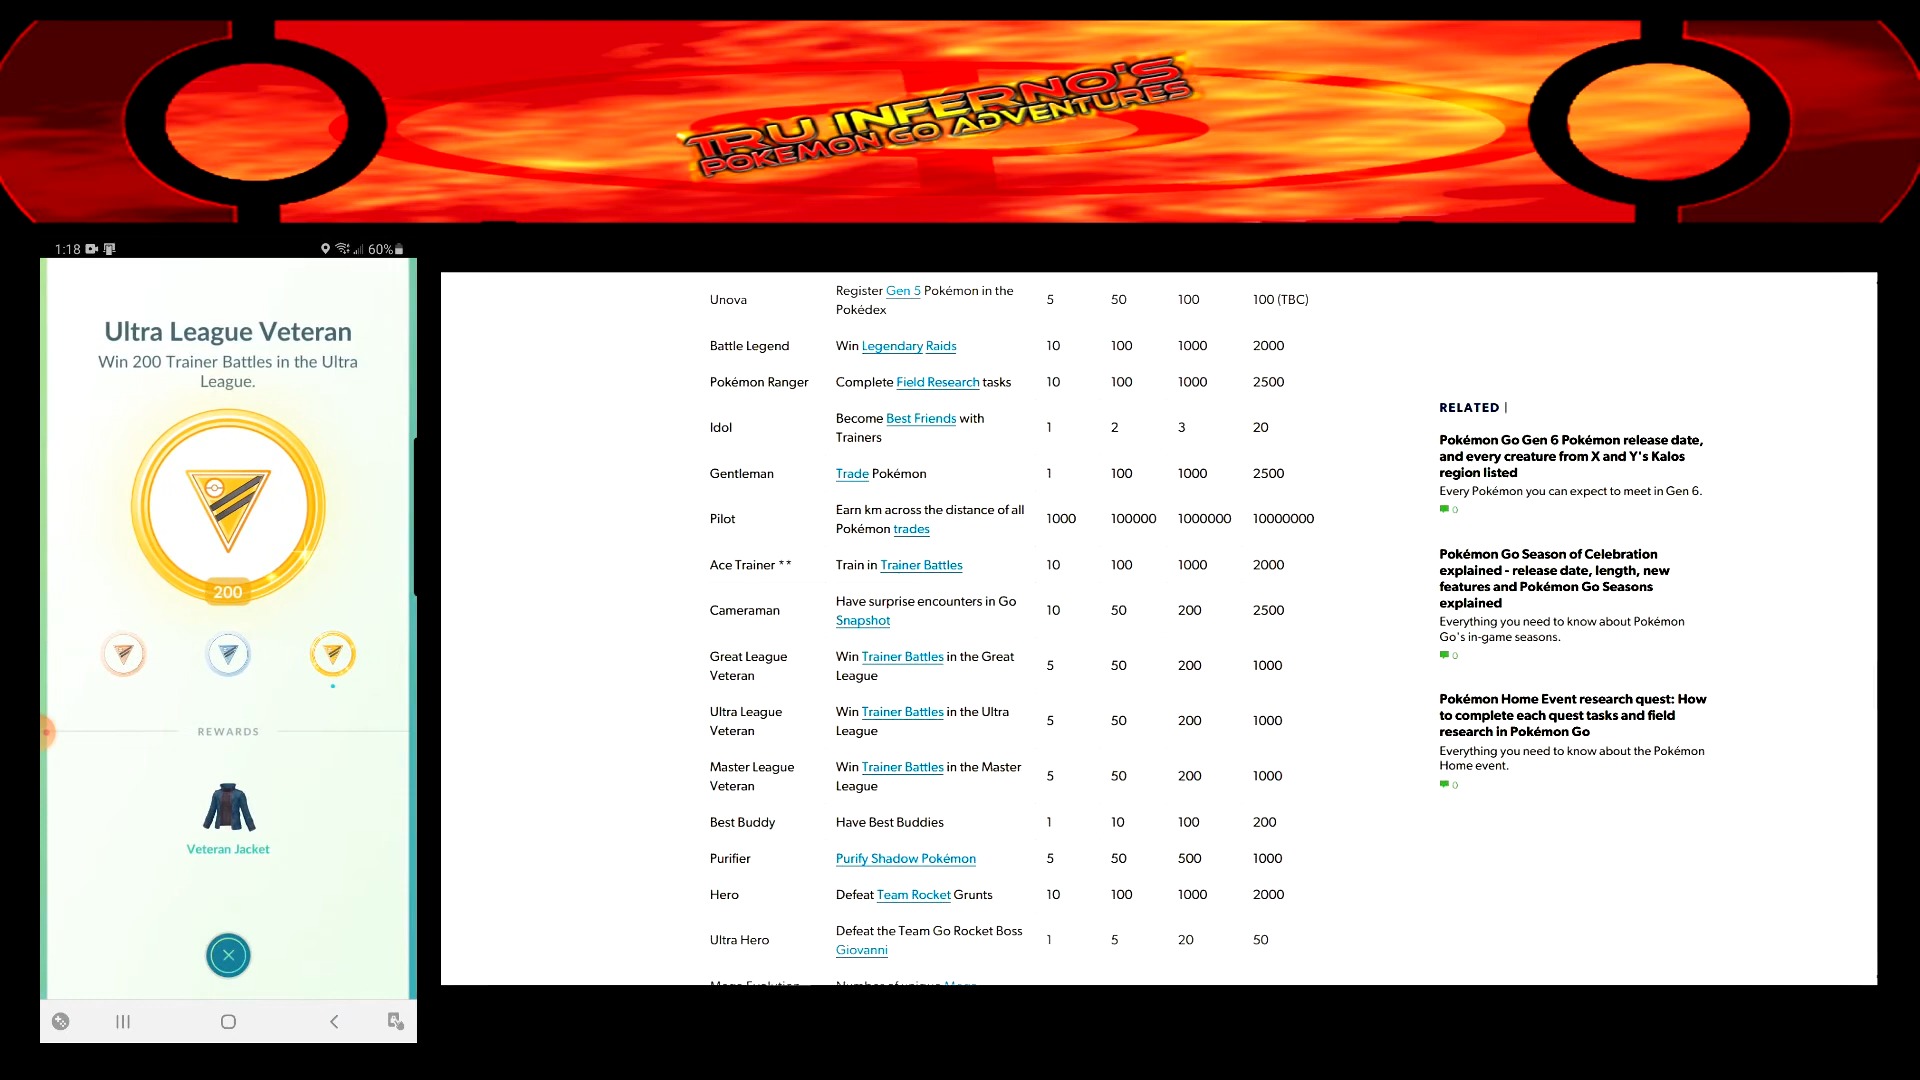 TRU INFERNO'S
POKEMON GO ADVENTURES
1:18
60%
Ultra League Veteran
Win 200 Trainer Battles in the Ultra
League.
200
REWARDS
Veteran Jacket
Unova Register Gen 5 Pokémon in the 5 50 100 100 (TBC)
Pokédex
Battle Legend Win Legendary Raids 10 100 1000 2000
Pokémon Ranger Complete Field Research tasks 10 100 1000 2500
Idol Become Best Friends with 1 2 3 20
Trainers
Gentleman Trade Pokémon 1 100 1000 2500
Pilot Earn km across the distance of all 1000 100000 1000000 10000000
Pokémon trades
Ace Trainer ** Train in Trainer Battles 10 100 1000 2000
Cameraman Have surprise encounters in Go 10 50 200 2500
Snapshot
Great League Win Trainer Battles in the Great 5 50 200 1000
Veteran League
Ultra League Win Trainer Battles in the Ultra 5 50 200 1000
Veteran League
Master League Win Trainer Battles in the Master 5 50 200 1000
Veteran League
Best Buddy Have Best Buddies 1 10 100 200
Purifier Purify Shadow Pokémon 5 50 500 1000
Hero Defeat Team Rocket Grunts 10 100 1000 2000
Ultra Hero Defeat the Team Go Rocket Boss 1 5 20 50
Giovanni
Mega Evolution Number of unique Mega
RELATED |
Pokémon Go Gen 6 Pokémon release date,
and every creature from X and Y's Kalos
region listed
Every Pokémon you can expect to meet in Gen 6.
0
Pokémon Go Season of Celebration
explained - release date, length, new
features and Pokémon Go Seasons
explained
Everything you need to know about Pokémon
Go's in-game seasons.
0
Pokémon Home Event research quest: How
to complete each quest tasks and field
research in Pokémon Go
Everything you need to know about the Pokémon
Home event.
0